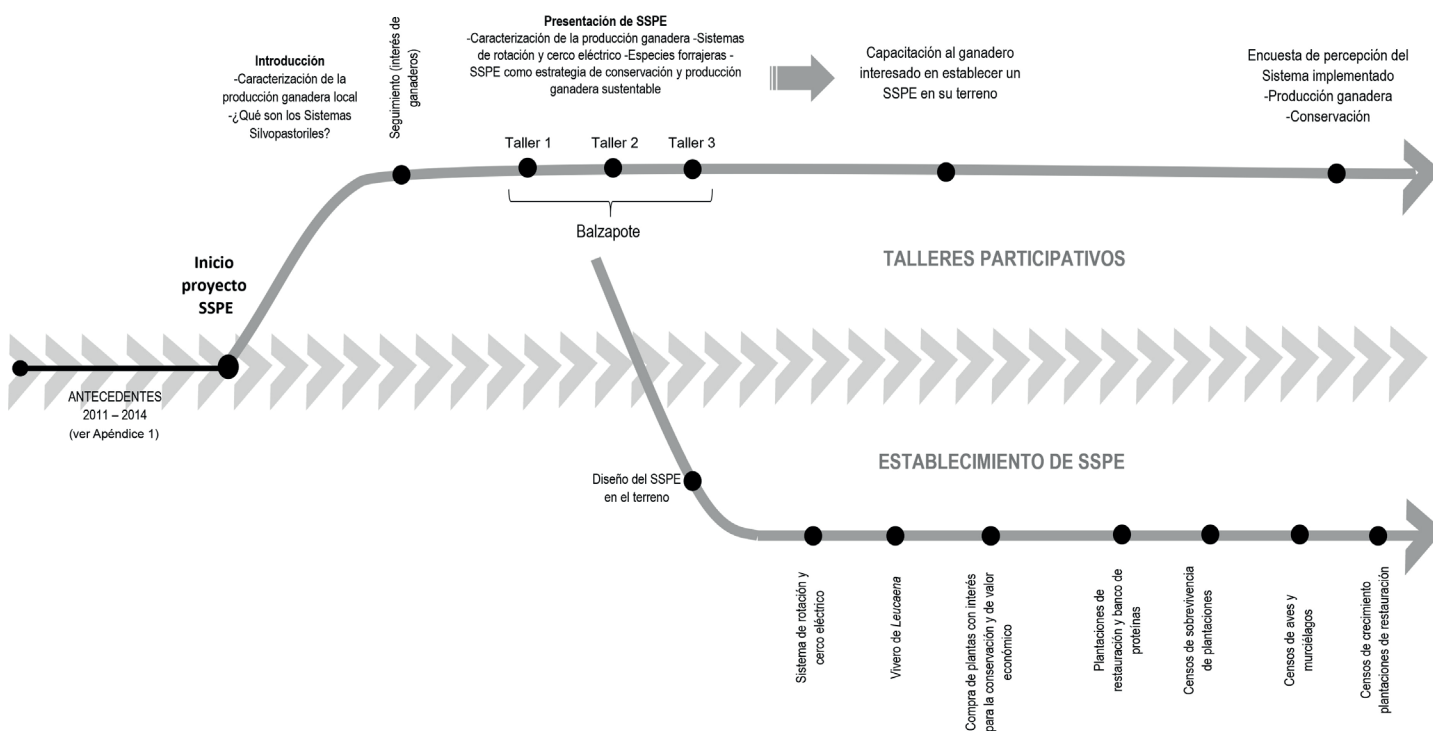 Introducción
-Caracterización de la
producción ganadera local
-¿Qué son los Sistemas
Silvopastoriles?
Seguimiento (interés de
ganaderos)
Presentación de SSPE
-Caracterización de la producción ganadera -Sistemas
de rotación y cerco eléctrico -Especies forrajeras -
SSPE como estrategia de conservación y producción
ganadera sustentable
Capacitación al ganadero
interesado en establecer un
SSPE en su terreno
Encuesta de percepción del
Sistema implementado
-Producción ganadera
-Conservación
Taller 1
Taller 2
Taller 3
Balzapote
TALLERES PARTICIPATIVOS
Inicio
proyecto
SSPE
ANTECEDENTES
2011 – 2014
(ver Apéndice 1)
ESTABLECIMIENTO DE SSPE
Diseño del SSPE
en el terreno
Sistema de rotación y
cerco eléctrico
Vivero de Leucaena
Compra de plantas con interés
para la conservación y de valor
económico
Plantaciones de
restauración y banco de
proteínas
Censos de sobrevivencia
de plantaciones
Censos de aves y
murciélagos
Censos de crecimiento
plantaciones de restauración